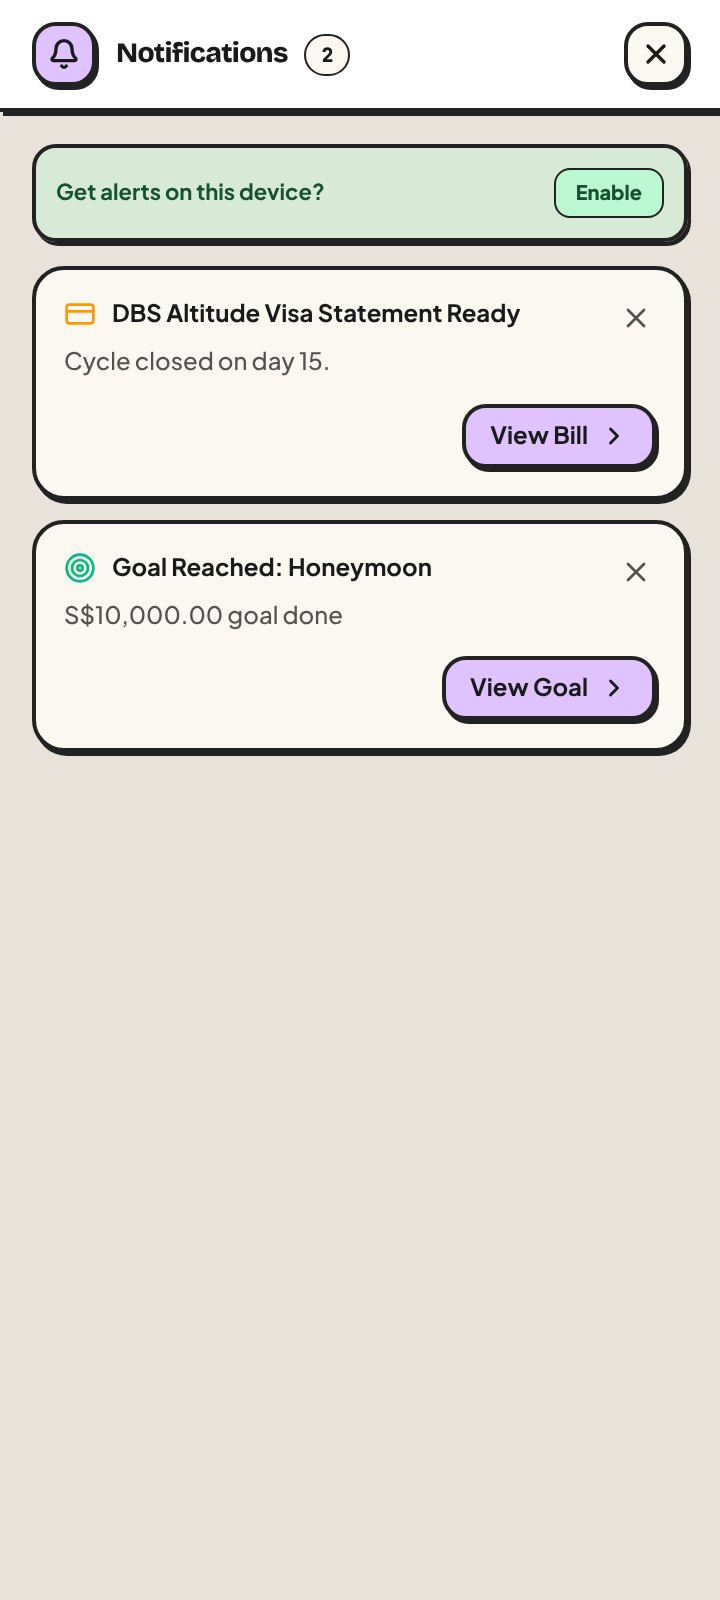 Notifications 2
Get alerts on this device? Enable
DBS Altitude Visa Statement Ready
Cycle closed on day 15.
View Bill
Goal Reached: Honeymoon
S$10,000.00 goal done
View Goal